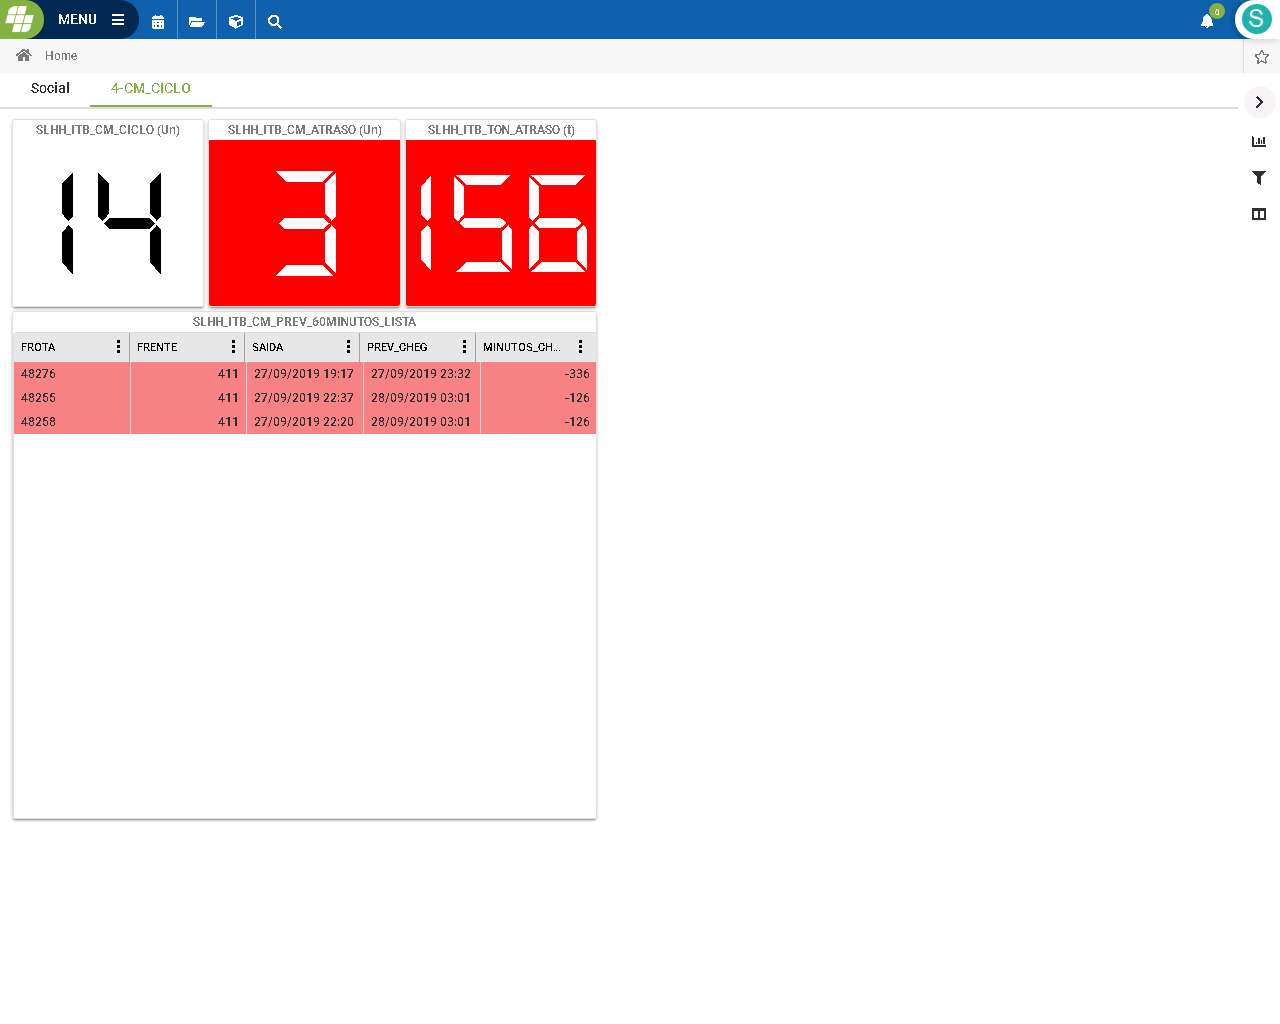 MENU
0
S
Home
Social 4-CM_CICLO
SLHH_ITB_CM_CICLO (Un) SLHH_ITB_CM_ATRASO (Un) SLHH_ITB_TON_ATRASO (t)
14 3 156
SLHH_ITB_CM_PREV_60MINUTOS_LISTA
FROTA FRENTE SAIDA PREV_CHEG MINUTOS_CH...
48276 411 27/09/2019 19:17 27/09/2019 23:32 -336
48255 411 27/09/2019 22:37 28/09/2019 03:01 -126
48258 411 27/09/2019 22:20 28/09/2019 03:01 -126